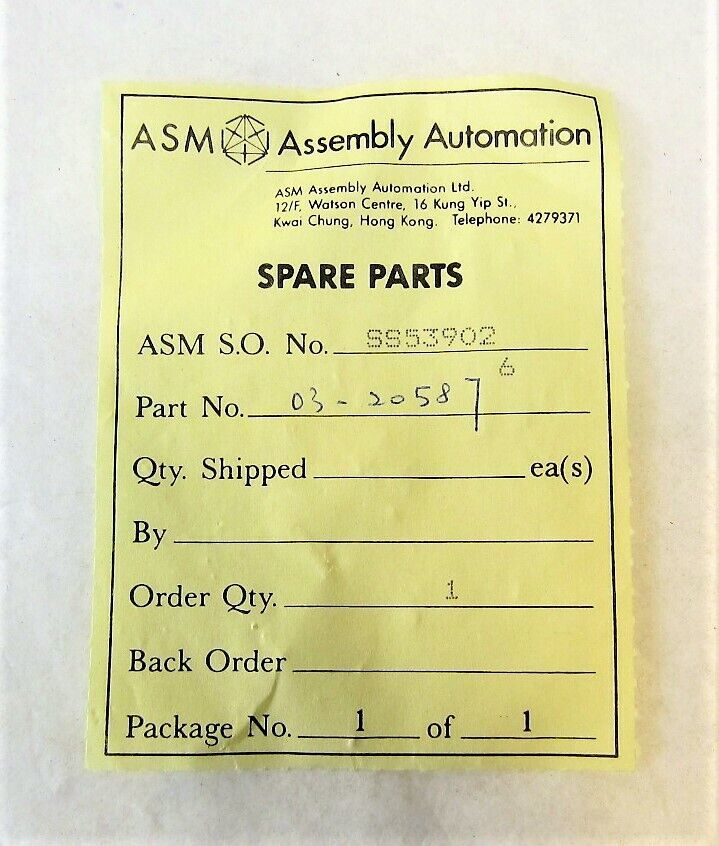 ASM Assembly Automation
ASM Assembly Automation Ltd.
12/F, Watson Centre, 16 Kung Yip St.,
Kwai Chung, Hong Kong. Telephone: 4279371
SPARE PARTS
ASM S.O. No. SS53902
6
Part No. 03-20587
Qty. Shipped ea(s)
By
Order Qty. 1
Back Order
Package No. 1 of 1